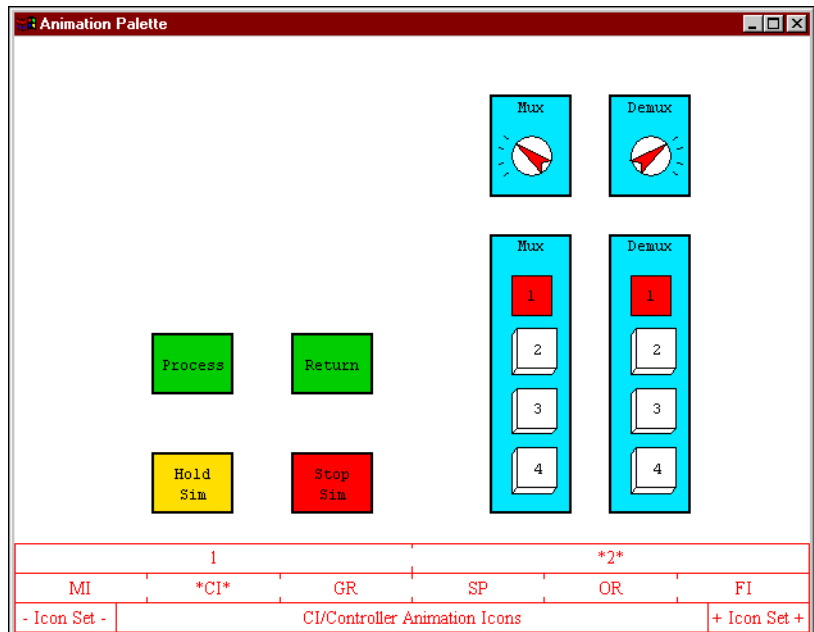 Animation Palette
Mux
Demux
Mux
Demux
1
1
2
2
3
3
4
4
Process
Return
Hold
Sim
Stop
Sim
1
*2*
MI
*CI*
GR
SP
OR
FI
- Icon Set -
CI/Controller Animation Icons
+ Icon Set +